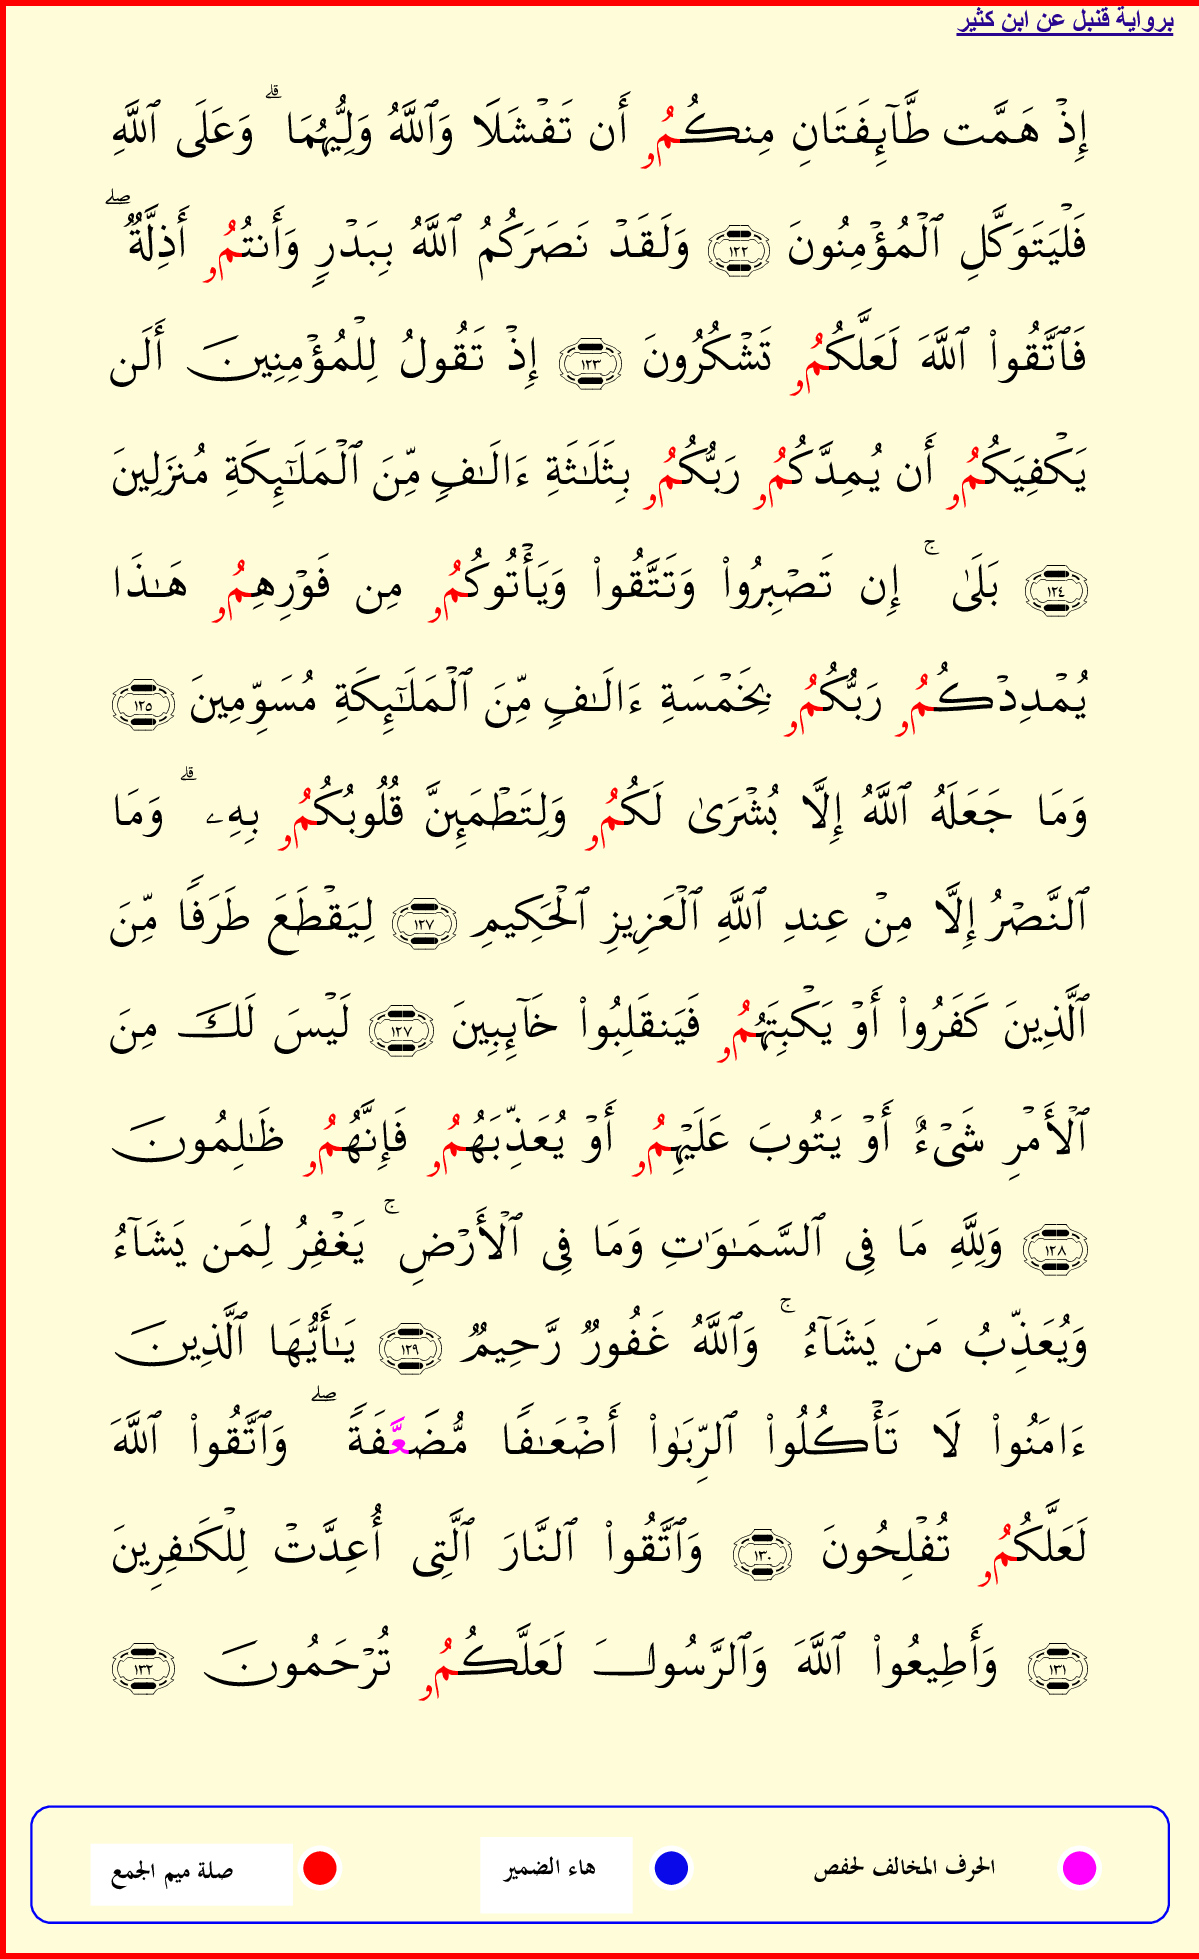 برواية قنبل عن ابن كثير
إِذْ هَمَّت طَّآئِفَتَانِ مِنكُمُۥ أَن تَفْشَلَا وَٱللَّهُ وَلِيُّهُمَا ۗ وَعَلَى ٱللَّهِ
فَلْيَتَوَكَّلِ ٱلْمُؤْمِنُونَ ١٢٢ وَلَقَدْ نَصَرَكُمُ ٱللَّهُ بِبَدْرٍ وَأَنتُمُۥ أَذِلَّةٌ ۖ
فَٱتَّقُوا۟ ٱللَّهَ لَعَلَّكُمُۥ تَشْكُرُونَ ١٢٣ إِذْ تَقُولُ لِلْمُؤْمِنِينَ أَلَن
يَكْفِيَكُمُۥ أَن يُمِدَّكُمُۥ رَبُّكُمُۥ بِثَلَٰثَةِ ءَالَٰفٍ مِّنَ ٱلْمَلَٰٓئِكَةِ مُنزَلِينَ
١٢٤ بَلَىٰ ۚ إِن تَصْبِرُوا۟ وَتَتَّقُوا۟ وَيَأْتُوكُمُۥ مِن فَوْرِهِمُۥ هَٰذَا
يُمْدِدْكُمُۥ رَبُّكُمُۥ بِخَمْسَةِ ءَالَٰفٍ مِّنَ ٱلْمَلَٰٓئِكَةِ مُسَوِّمِينَ ١٢٥
وَمَا جَعَلَهُ ٱللَّهُ إِلَّا بُشْرَىٰ لَكُمُۥ وَلِتَطْمَئِنَّ قُلُوبُكُمُۥ بِهِۦ ۗ وَمَا
ٱلنَّصْرُ إِلَّا مِنْ عِندِ ٱللَّهِ ٱلْعَزِيزِ ٱلْحَكِيمِ ١٢٧ لِيَقْطَعَ طَرَفًا مِّنَ
ٱلَّذِينَ كَفَرُوا۟ أَوْ يَكْبِتَهُمُۥ فَيَنقَلِبُوا۟ خَآئِبِينَ ١٢٧ لَيْسَ لَكَ مِنَ
ٱلْأَمْرِ شَىْءٌ أَوْ يَتُوبَ عَلَيْهِمُۥ أَوْ يُعَذِّبَهُمُۥ فَإِنَّهُمُۥ ظَٰلِمُونَ
١٢٨ وَلِلَّهِ مَا فِى ٱلسَّمَٰوَٰتِ وَمَا فِى ٱلْأَرْضِ ۚ يَغْفِرُ لِمَن يَشَآءُ
وَيُعَذِّبُ مَن يَشَآءُ ۚ وَٱللَّهُ غَفُورٌ رَّحِيمٌ ١٢٩ يَٰٓأَيُّهَا ٱلَّذِينَ
ءَامَنُوا۟ لَا تَأْكُلُوا۟ ٱلرِّبَوٰا۟ أَضْعَٰفًا مُّضَعَّفَةً ۖ وَٱتَّقُوا۟ ٱللَّهَ
لَعَلَّكُمُۥ تُفْلِحُونَ ١٣٠ وَٱتَّقُوا۟ ٱلنَّارَ ٱلَّتِى أُعِدَّتْ لِلْكَٰفِرِينَ
١٣١ وَأَطِيعُوا۟ ٱللَّهَ وَٱلرَّسُولَ لَعَلَّكُمُۥ تُرْحَمُونَ ١٣٢
الحرف المخالف لحفص هاء الضمير صلة ميم الجمع